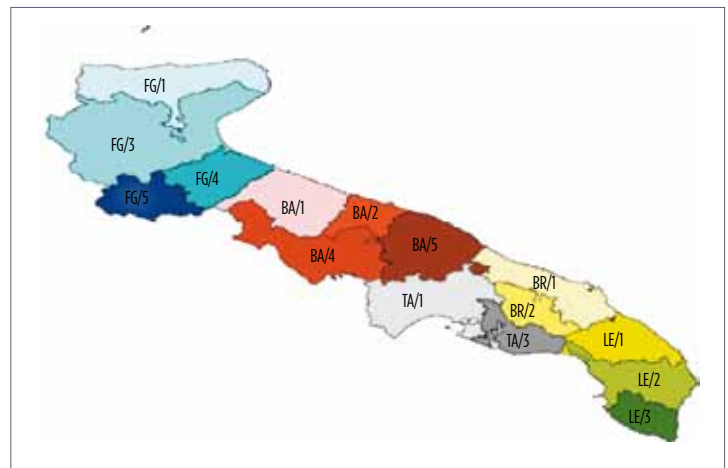 FG/1
FG/3
FG/4
FG/5
BA/1
BA/2
BA/4
BA/5
BR/1
TA/1
BR/2
TA/3
LE/1
LE/2
LE/3